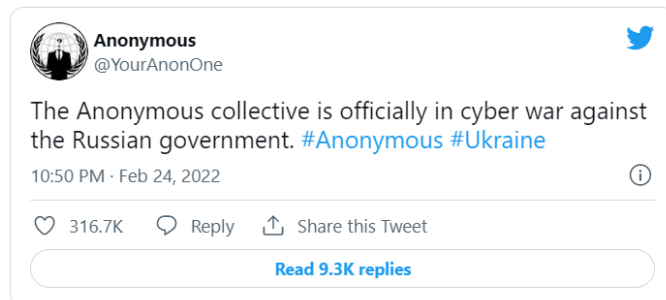 Anonymous
@YourAnonOne
The Anonymous collective is officially in cyber war against
the Russian government. #Anonymous #Ukraine
10:50 PM · Feb 24, 2022
316.7K Reply Share this Tweet
Read 9.3K replies